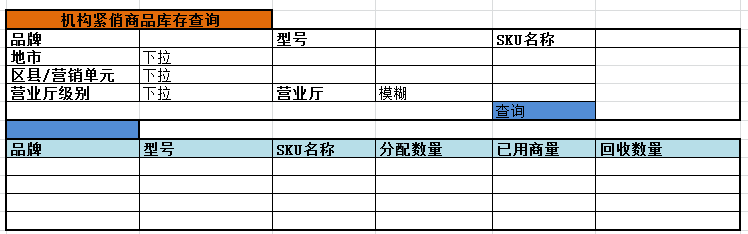 机构紧俏商品库存查询
品牌 型号 SKU名称
地市 下拉
区县/营销单元 下拉
营业厅级别 下拉 营业厅 模糊
查询
品牌 型号 SKU名称 分配数量 已用商量 回收数量